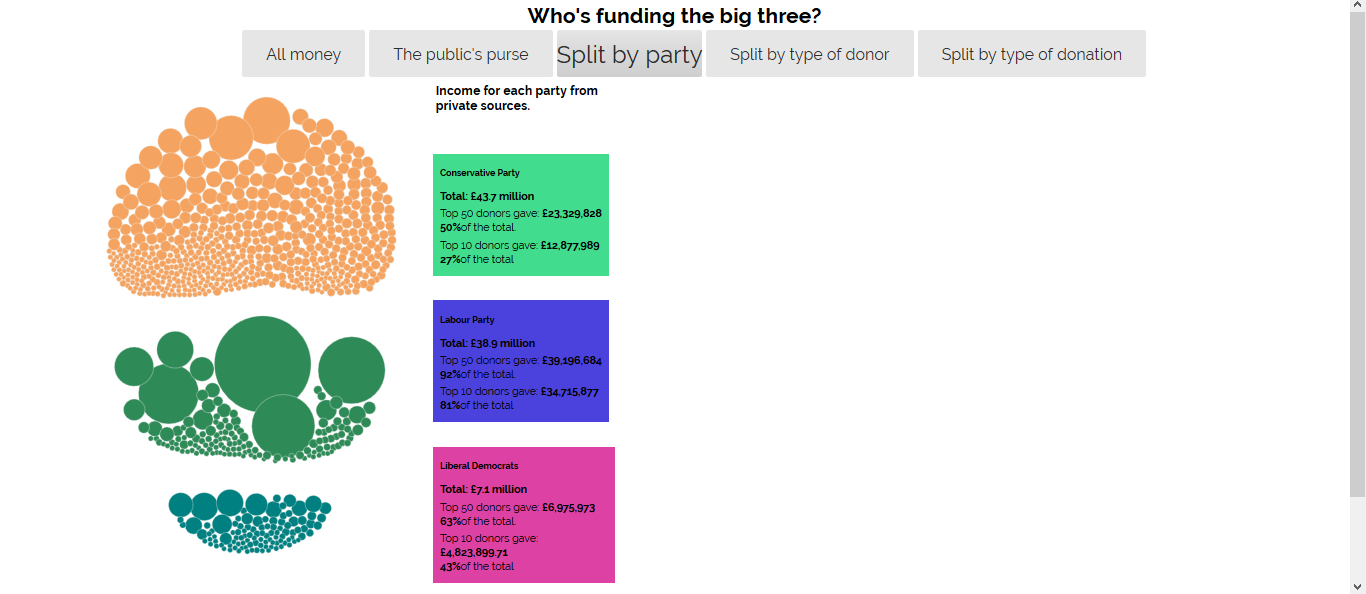 Who's funding the big three?
All money
The public's purse
Split by party
Split by type of donor
Split by type of donation
Income for each party from
private sources.
Conservative Party
Total: £43.7 million
Top 50 donors gave: £23,329,828
50%of the total.
Top 10 donors gave: £12,877,989
27%of the total
Labour Party
Total: £38.9 million
Top 50 donors gave: £39,196,684
92%of the total.
Top 10 donors gave: £34,715,877
81%of the total
Liberal Democrats
Total: £7.1 million
Top 50 donors gave: £6,975,973
63%of the total.
Top 10 donors gave:
£4,823,899.71
43%of the total